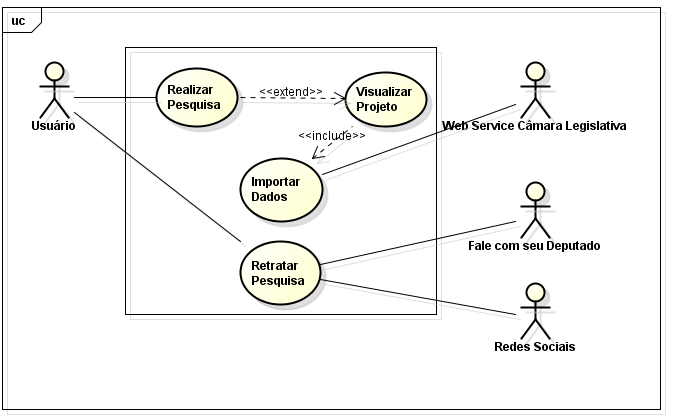 uc
Realizar
Pesquisa
<<extend>>
Visualizar
Projeto
Usuário
Web Service Câmara Legislativa
<<include>>
Importar
Dados
Fale com seu Deputado
Retratar
Pesquisa
Redes Sociais